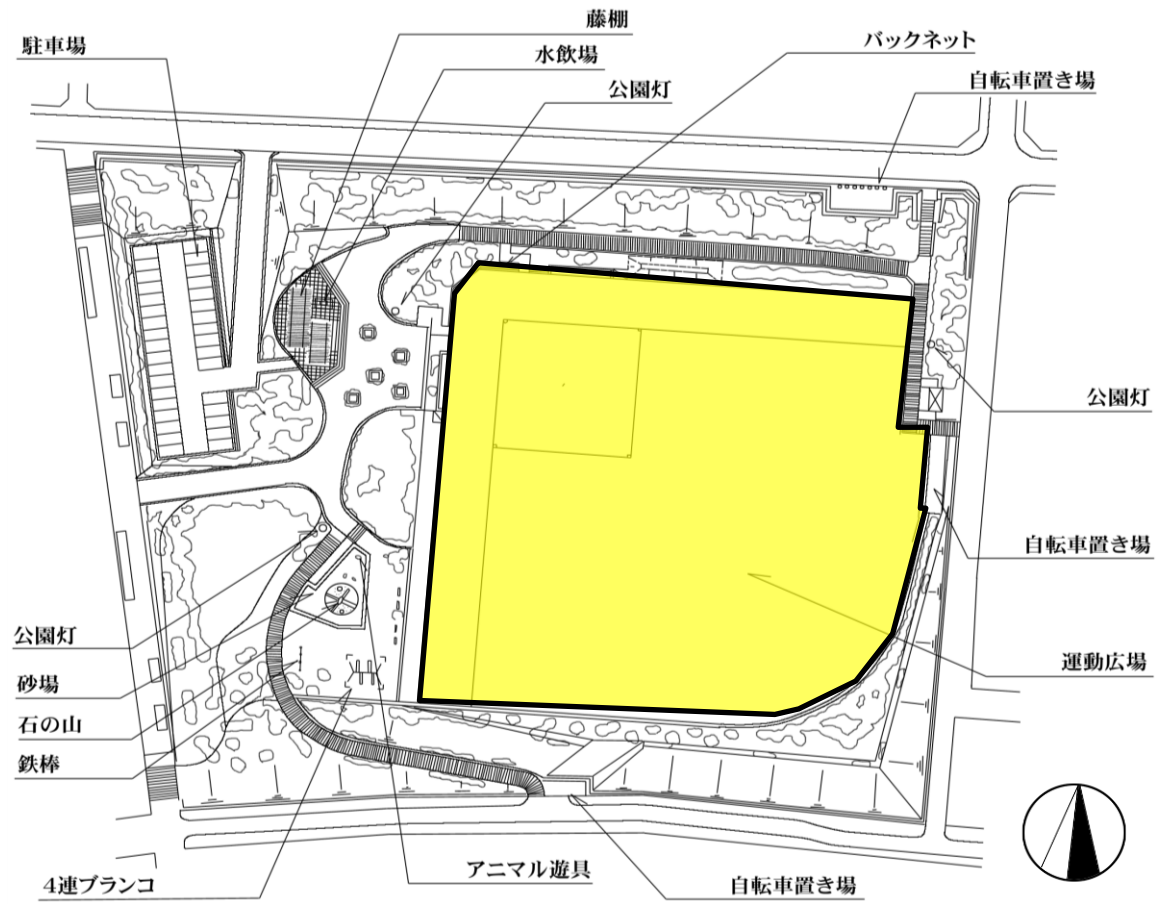 藤棚
駐車場
水飲場
バックネット
公園灯
自転車置き場
公園灯
自転車置き場
公園灯
運動広場
砂場
石の山
鉄棒
4連ブランコ
アニマル遊具
自転車置き場